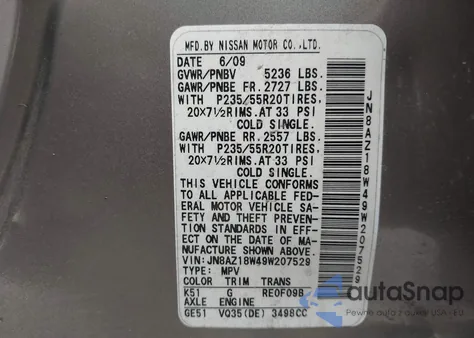 MFD.BY NISSAN MOTOR CO.,LTD.
DATE 6/09
GVWR/PNBV 5236 LBS.
GAWR/PNBE FR.2727 LBS.
WITH P235/55R20TIRES,
20×7½RIMS.AT 33 PSI
COLD SINGLE.
GAWR/PNBE RR.2557 LBS.
WITH P235/55R20TIRES,
20×7½RIMS.AT 33 PSI
COLD SINGLE.
THIS VEHICLE CONFORMS
TO ALL APPLICABLE FED-
ERAL MOTOR VEHICLE SAF-
ETY AND THEFT PREVEN-
TION STANDARDS IN EFF-
ECT ON THE DATE OF MA-
NUFACTURE SHOWN ABOVE.
VIN:JN8AZ18W49W207529
TYPE: MPV
COLOR TRIM TRANS
K51 G RE0F09B
AXLE ENGINE
GE51 VQ35(DE) 3498CC
JN8AZ18W49W207529
autoSnap
AutoSnap.us